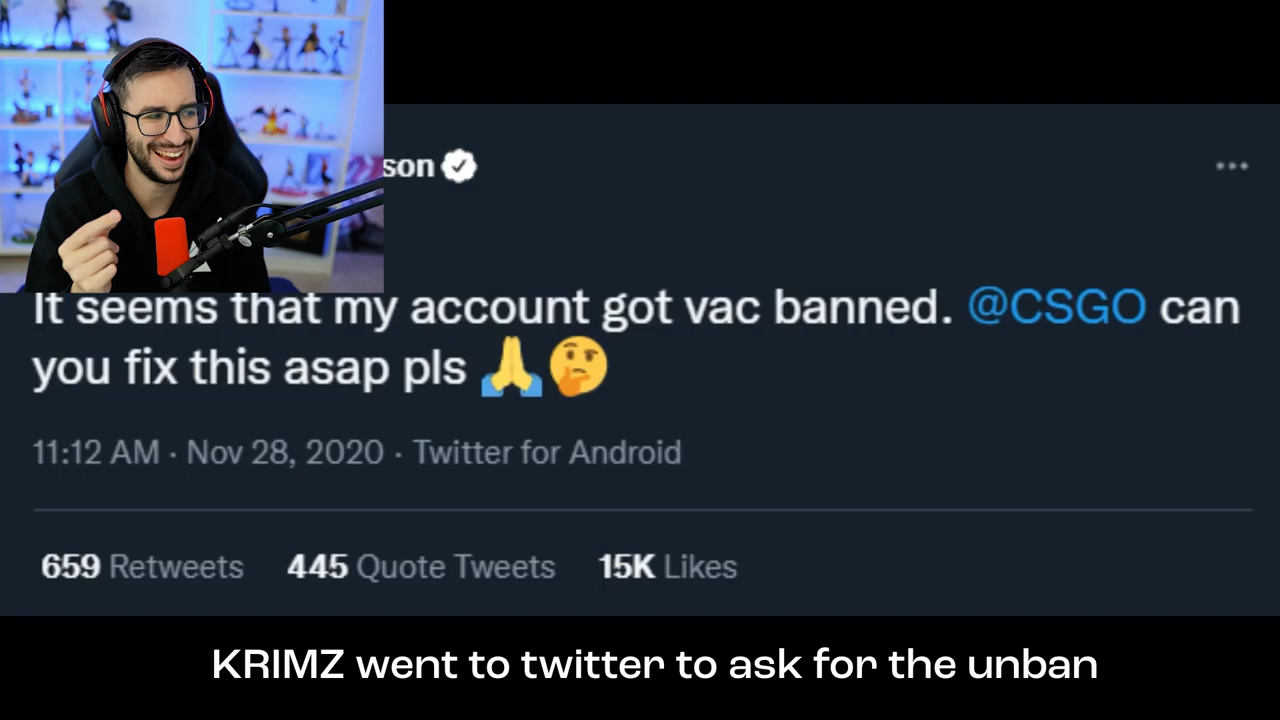 son
It seems that my account got vac banned. @CSGO can
you fix this asap pls 🙏🤔
11:12 AM · Nov 28, 2020 · Twitter for Android
659 Retweets 445 Quote Tweets 15K Likes
KRIMZ went to twitter to ask for the unban